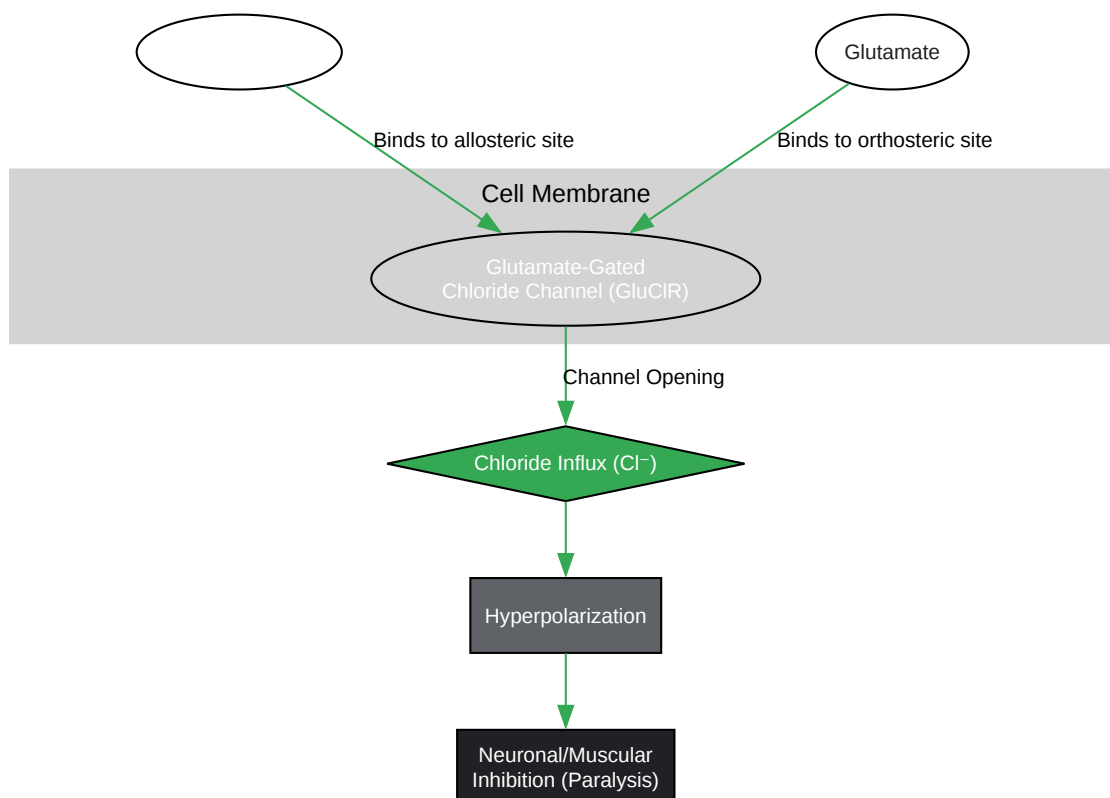 Glutamate
Binds to allosteric site
Binds to orthosteric site
Cell Membrane
Glutamate-Gated
Chloride Channel (GluClR)
Channel Opening
Chloride Influx (Cl⁻)
Hyperpolarization
Neuronal/Muscular
Inhibition (Paralysis)